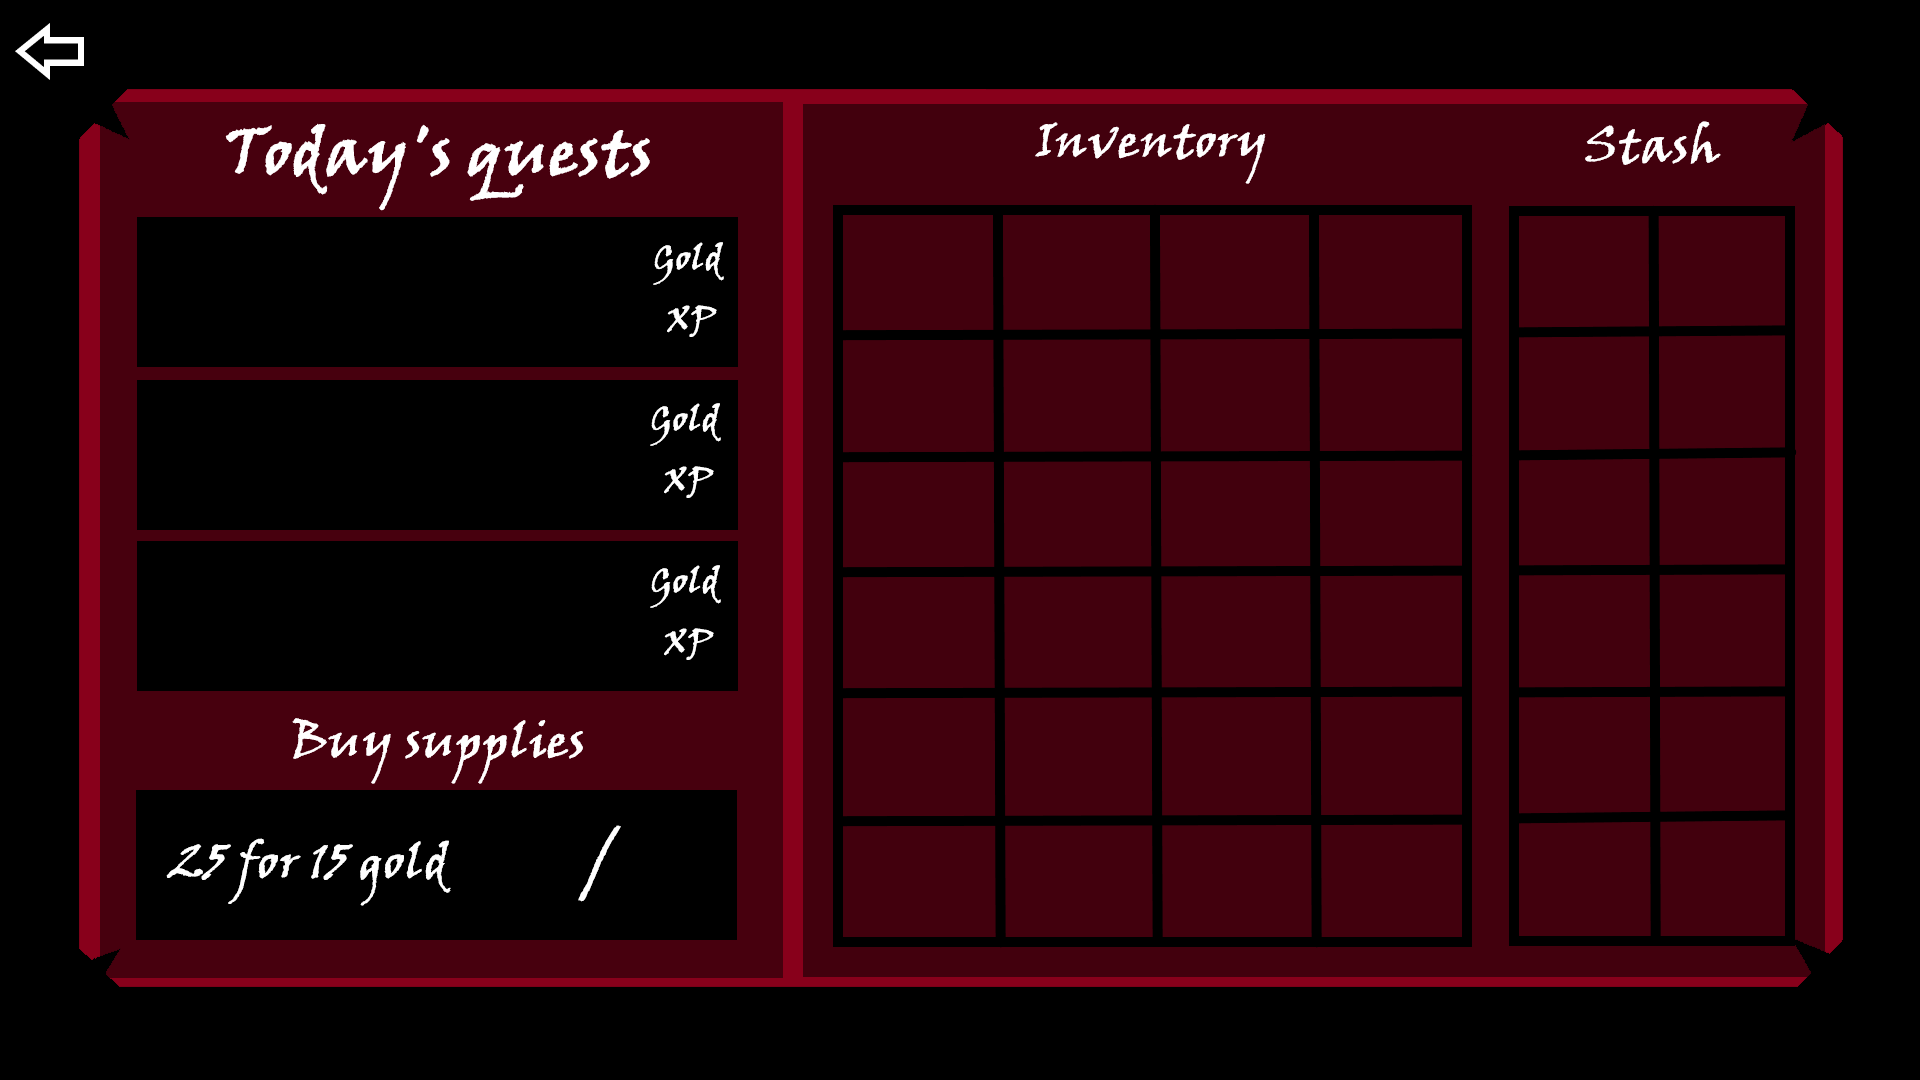 Today's quests
Gold
XP
Gold
XP
Gold
XP
Buy supplies
25 for 15 gold /
Inventory
Stash